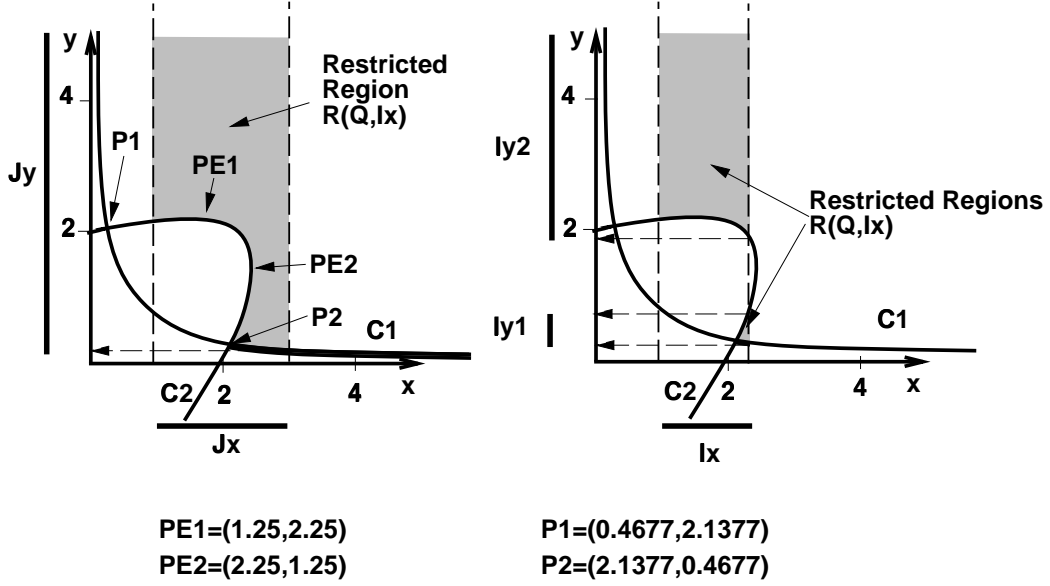 y
4
P1
Jy
PE1
2
PE2
P2
C1
C2
2
4
x
Jx
Restricted
Region
R(Q,Ix)
y
4
Iy2
2
Restricted Regions
R(Q,Ix)
Iy1
C1
C2
2
4
x
Ix
PE1=(1.25,2.25)
PE2=(2.25,1.25)
P1=(0.4677,2.1377)
P2=(2.1377,0.4677)